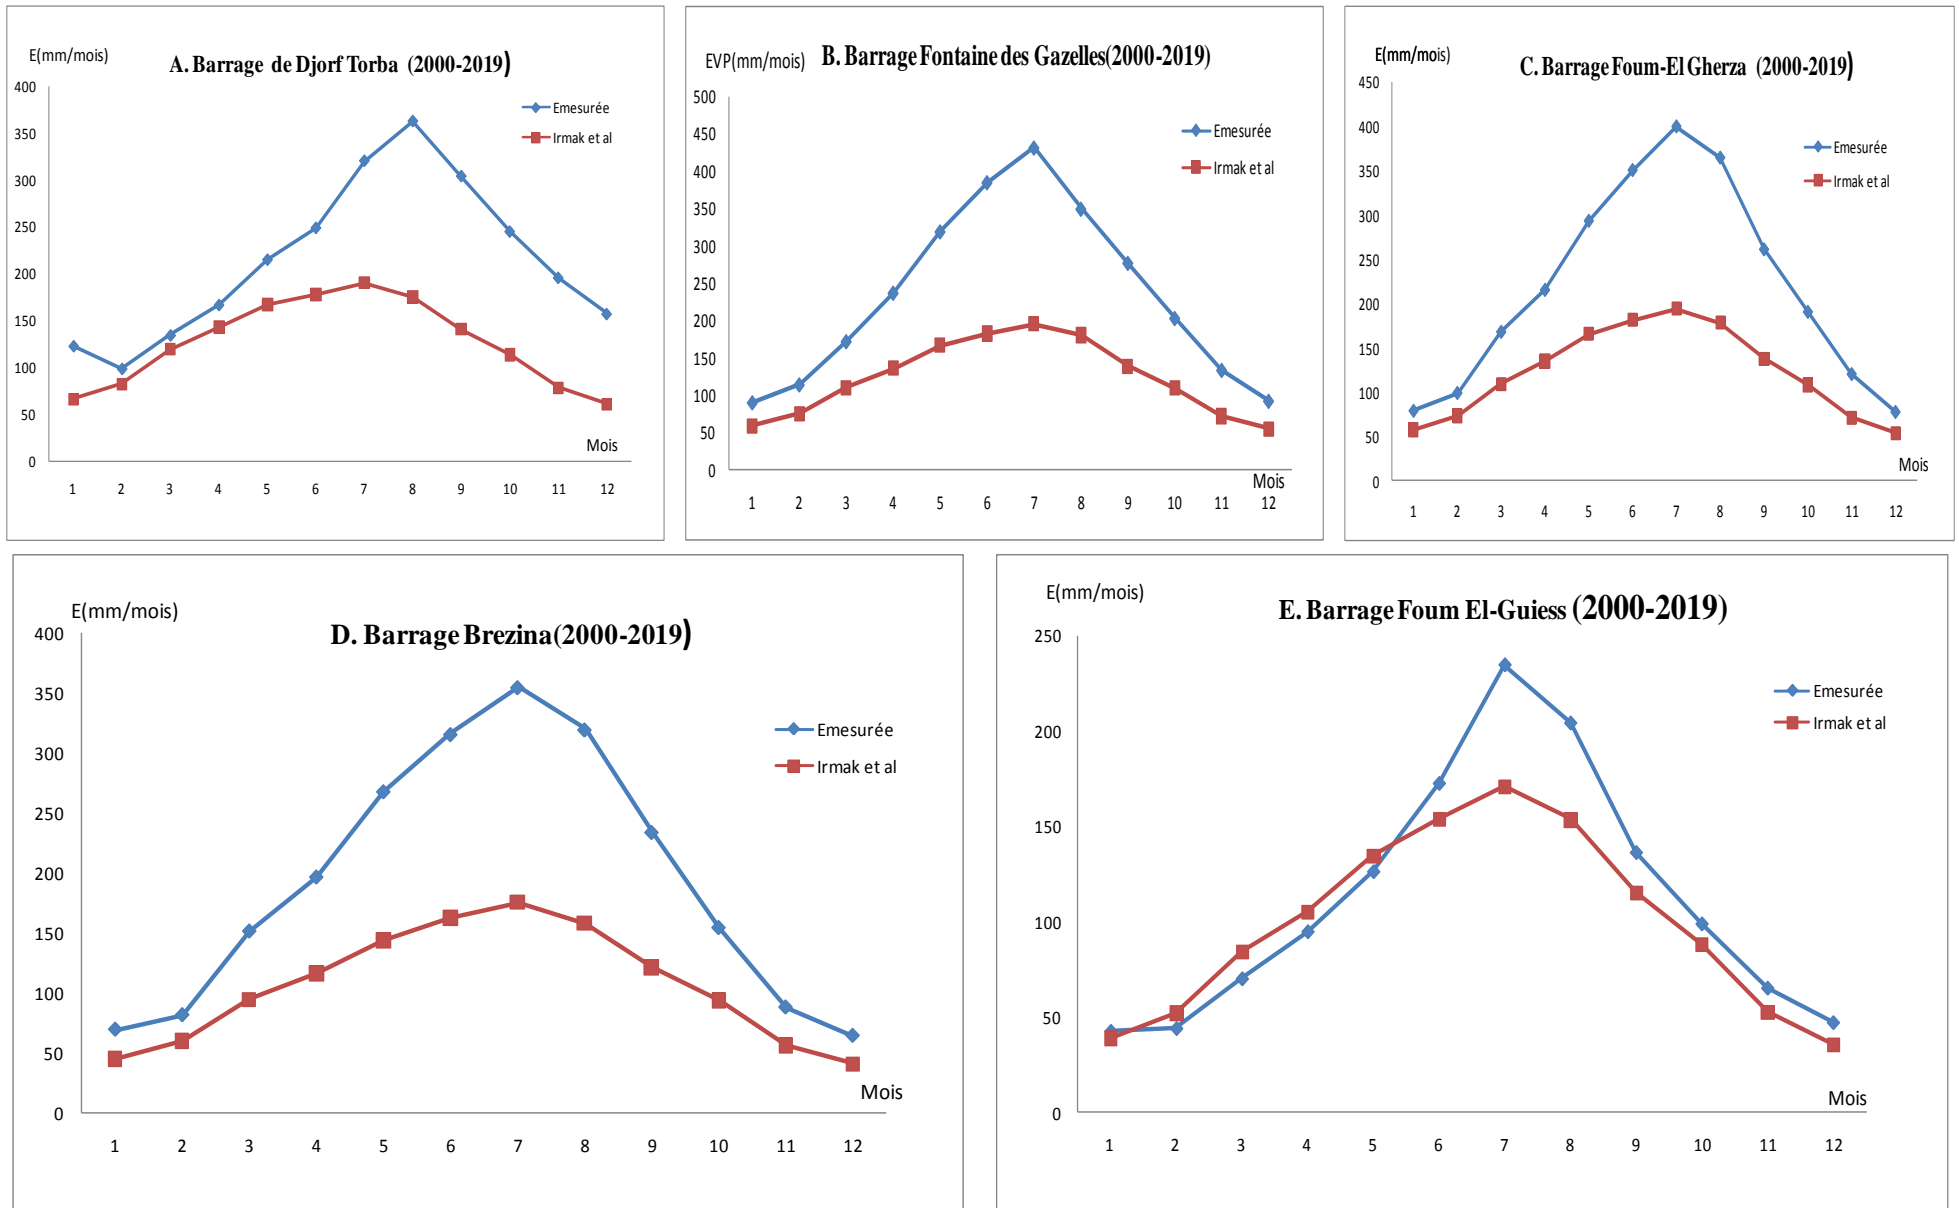 E(mm/mois)
A. Barrage de Djorf Torba (2000-2019)
400
350
300
250
200
150
100
50
0
Emesurée
Irmak et al
Mois
1 2 3 4 5 6 7 8 9 10 11 12
EVP(mm/mois)
B. Barrage Fontaine des Gazelles(2000-2019)
500
450
400
350
300
250
200
150
100
50
0
Emesurée
Irmak et al
Mois
1 2 3 4 5 6 7 8 9 10 11 12
E(mm/mois)
C. Barrage Foum-El Gherza (2000-2019)
450
400
350
300
250
200
150
100
50
0
Emesurée
Irmak et al
Mois
1 2 3 4 5 6 7 8 9 10 11 12
E(mm/mois)
D. Barrage Brezina(2000-2019)
400
350
300
250
200
150
100
50
0
Emesurée
Irmak et al
Mois
1 2 3 4 5 6 7 8 9 10 11 12
E(mm/mois)
E. Barrage Foum El-Guiess (2000-2019)
250
200
150
100
50
0
Emesurée
Irmak et al
Mois
1 2 3 4 5 6 7 8 9 10 11 12